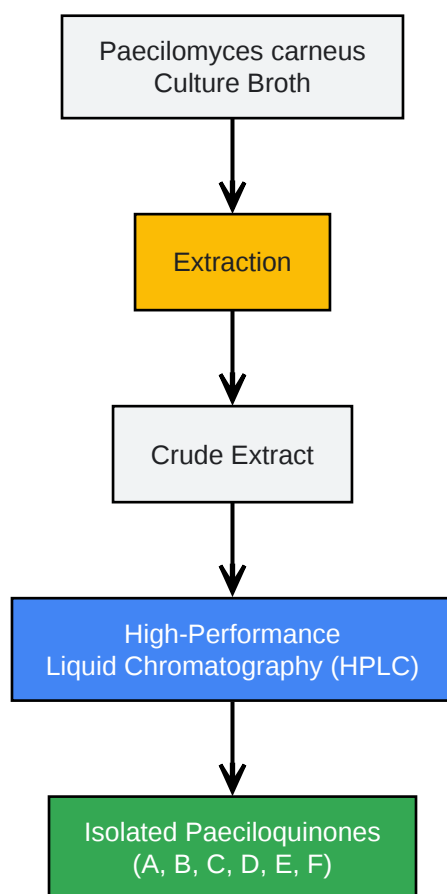 Paecilomyces carneus
Culture Broth
Extraction
Crude Extract
High-Performance
Liquid Chromatography (HPLC)
Isolated Paeciloquinones
(A, B, C, D, E, F)